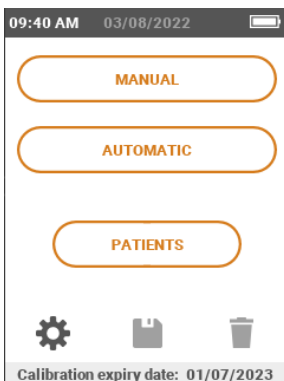 09:40 AM 03/08/2022
MANUAL
AUTOMATIC
PATIENTS
Calibration expiry date: 01/07/2023